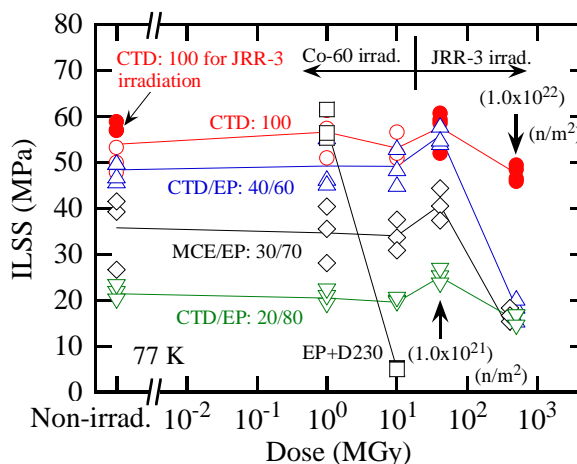 80
70
60
50
40
30
20
10
0
ILSS (MPa)
Co-60 irrad.
JRR-3 irrad.
CTD: 100 for JRR-3
irradiation
(1.0x10²²)
(n/m²)
CTD: 100
CTD/EP: 40/60
MCE/EP: 30/70
CTD/EP: 20/80
EP+D230
(1.0x10²¹)
(n/m²)
77 K
Non-irrad. 10⁻² 10⁻¹ 10⁰ 10¹ 10² 10³
Dose (MGy)